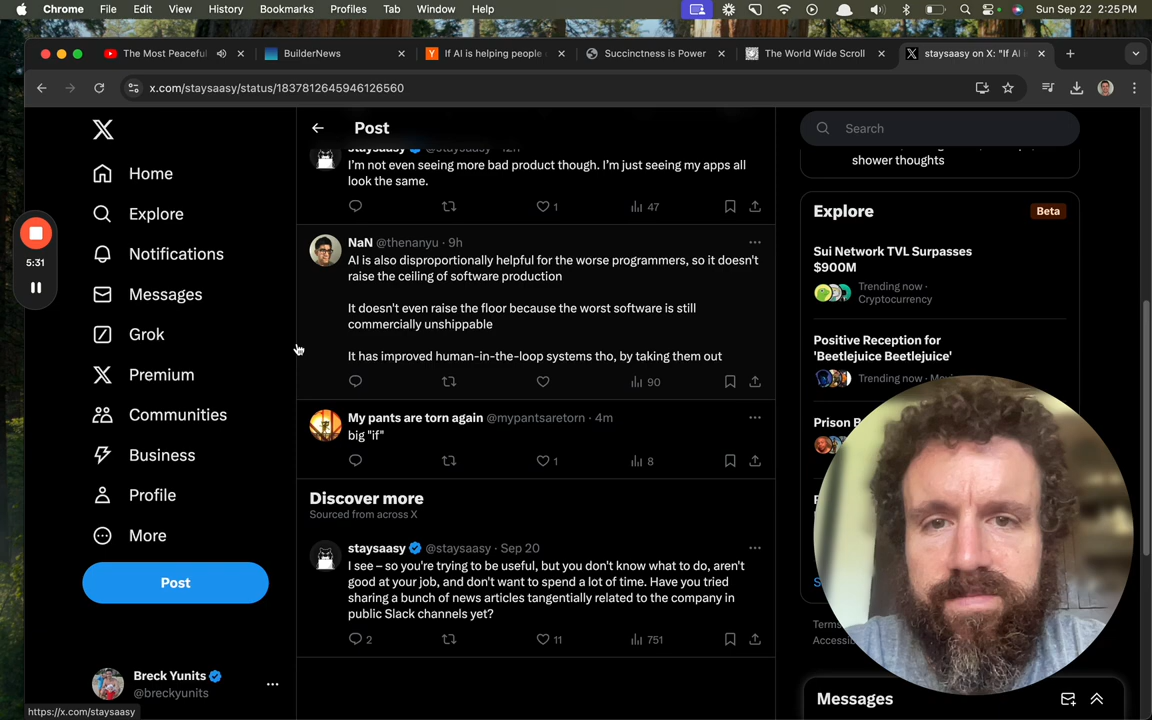 Chrome File Edit View History Bookmarks Profiles Tab Window Help Sun Sep 22 2:25 PM
The Most Peaceful
BuilderNews
If AI is helping people
Succinctness is Power
The World Wide Scroll
staysaasy on X: "If AI i
x.com/staysaasy/status/1837812645946126560
Home
Explore
Notifications
Messages
Grok
Premium
Communities
Business
Profile
More
Post
Breck Yunits
@breckyunits
https://x.com/staysaasy
5:31
Post
staysaasy @staysaasy · 12h
I'm not even seeing more bad product though. I'm just seeing my apps all
look the same.
1 47
NaN @thenanyu · 9h
AI is also disproportionally helpful for the worse programmers, so it doesn't
raise the ceiling of software production
It doesn't even raise the floor because the worst software is still
commercially unshippable
It has improved human-in-the-loop systems tho, by taking them out
90
My pants are torn again @mypantsaretorn · 4m
big "if"
1 8
Discover more
Sourced from across X
staysaasy @staysaasy · Sep 20
I see – so you're trying to be useful, but you don't know what to do, aren't
good at your job, and don't want to spend a lot of time. Have you tried
sharing a bunch of news articles tangentially related to the company in
public Slack channels yet?
2 11 751
Search
shower thoughts
Explore Beta
Sui Network TVL Surpasses
$900M
Trending now ·
Cryptocurrency
Positive Reception for
'Beetlejuice Beetlejuice'
Trending now ·
Prison
Messages